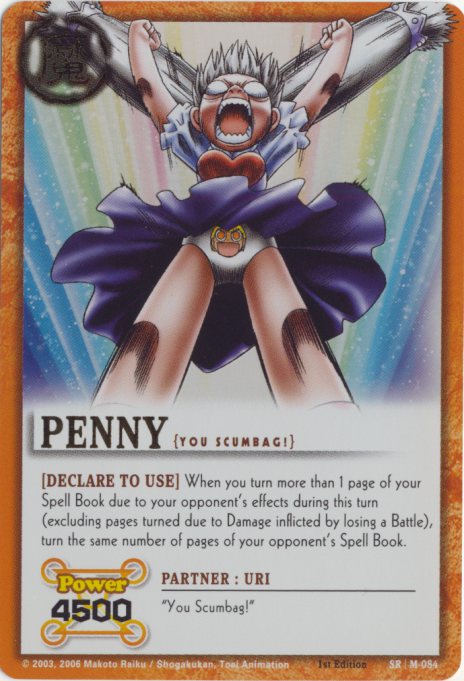 PENNY {YOU SCUMBAG!}
[DECLARE TO USE] When you turn more than 1 page of your
Spell Book due to your opponent's effects during this turn
(excluding pages turned due to Damage inflicted by losing a Battle),
turn the same number of pages of your opponent's Spell Book.
Power
4500
PARTNER : URI
"You Scumbag!"
© 2003, 2006 Makoto Raiku / Shogakukan, Toei Animation 1st Edition SR | M-084